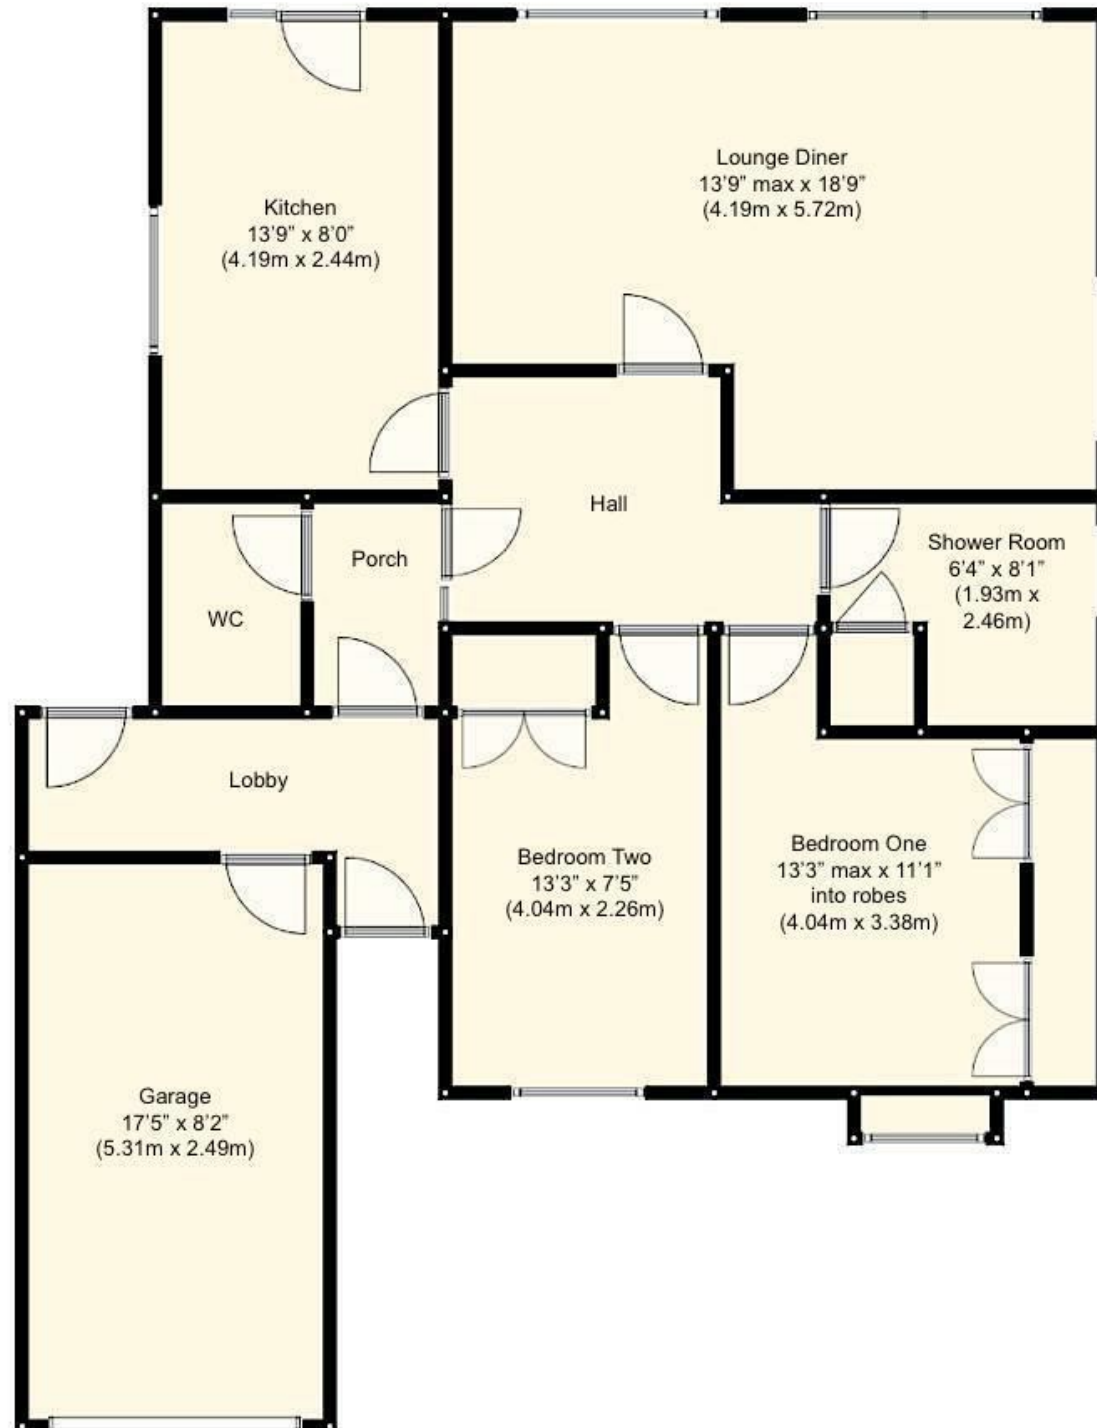 Lounge Diner
13'9” max x 18'9”
(4.19m x 5.72m)
Kitchen
13'9” x 8'0”
(4.19m x 2.44m)
Hall
Shower Room
6'4” x 8'1”
(1.93m x
2.46m)
Porch
WC
Lobby
Bedroom Two
13'3” x 7'5”
(4.04m x 2.26m)
Bedroom One
13'3” max x 11'1”
into robes
(4.04m x 3.38m)
Garage
17'5” x 8'2”
(5.31m x 2.49m)